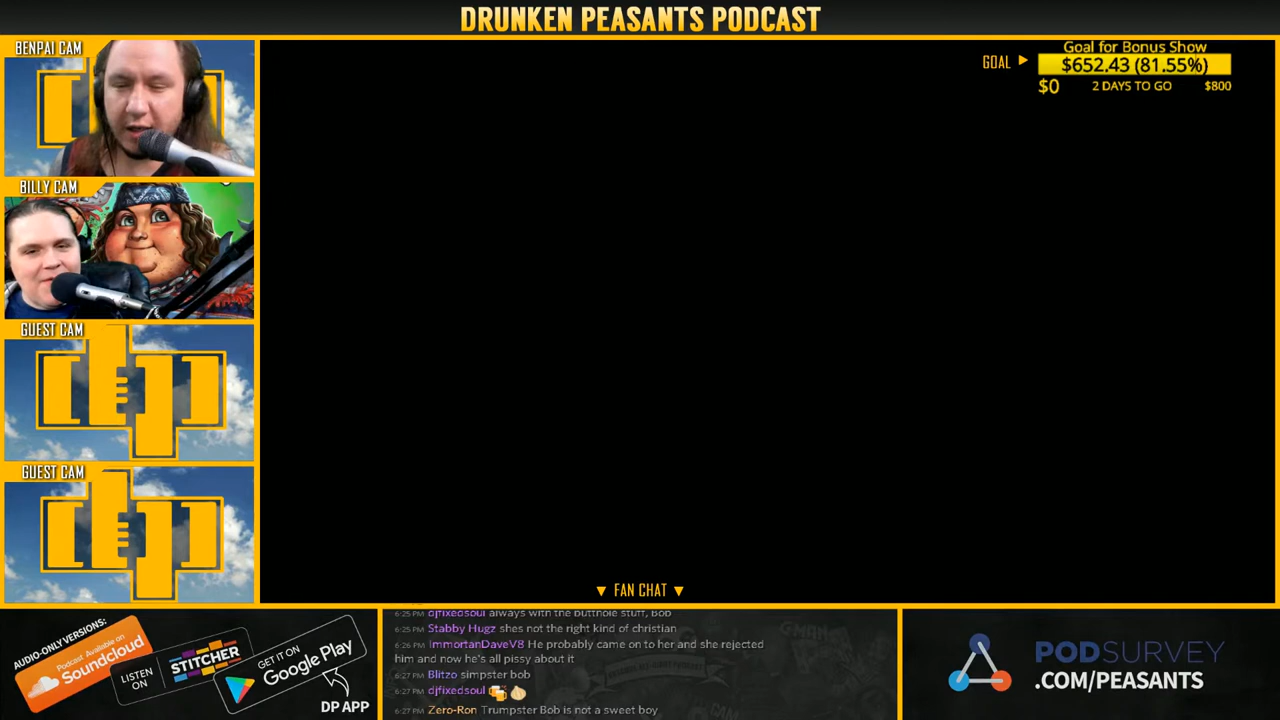 DRUNKEN PEASANTS PODCAST
BENPAI CAM
BILLY CAM
GUEST CAM
GUEST CAM
GOAL ▶
Goal for Bonus Show
$652.43 (81.55%)
$0 2 DAYS TO GO $800
▼ FAN CHAT ▼
AUDIO-ONLY VERSIONS:
Podcast Available on
Soundcloud
LISTEN ON
STITCHER
GET IT ON
Google Play
DP APP
6:25 PM djfixedsoul always with the butthole stuff, Bob
6:25 PM Stabby Hugz shes not the right kind of christian
6:26 PM ImmortanDaveV8 He probably came on to her and she rejected
him and now he's all pissy about it
6:27 PM Blitzo simpster bob
6:27 PM djfixedsoul 🍻
6:27 PM Zero-Ron Trumpster Bob is not a sweet boy
PODSURVEY
.COM/PEASANTS